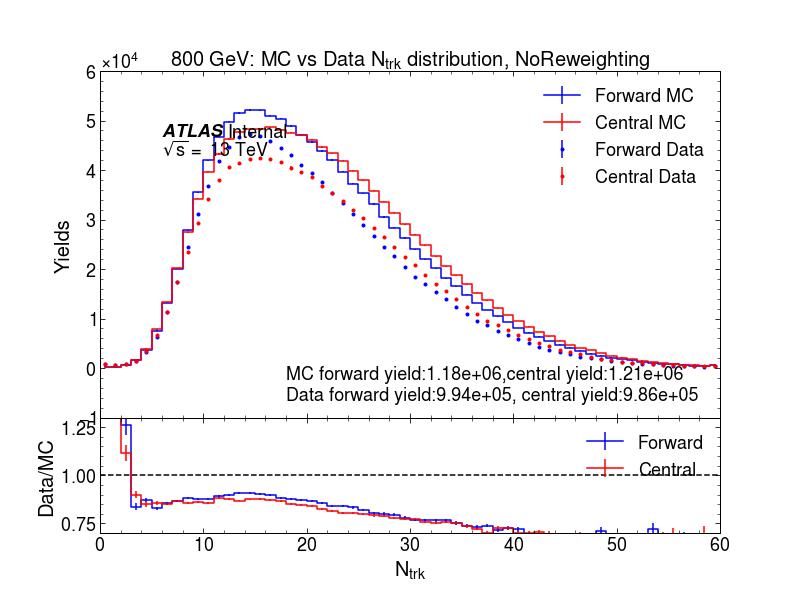 ×10⁴
800 GeV: MC vs Data N_trk distribution, NoReweighting
6
5
4
3
2
1
0
−1
Yields
ATLAS Internal
√s = 13 TeV
Forward MC
Central MC
Forward Data
Central Data
MC forward yield:1.18e+06,central yield:1.21e+06
Data forward yield:9.94e+05, central yield:9.86e+05
1.25
1.00
0.75
Data/MC
Forward
Central
0 10 20 30 40 50 60
N_trk